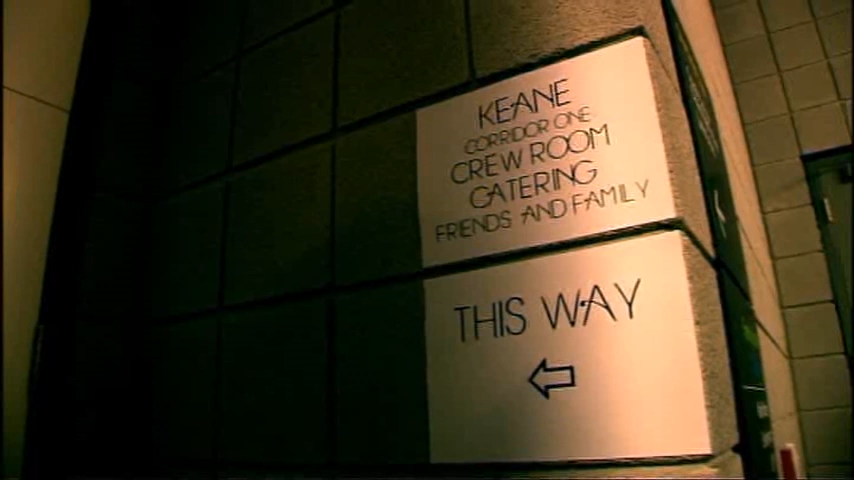 KEANE
CORRIDOR ONE
CREW ROOM
CATERING
FRIENDS AND FAMILY
THIS WAY